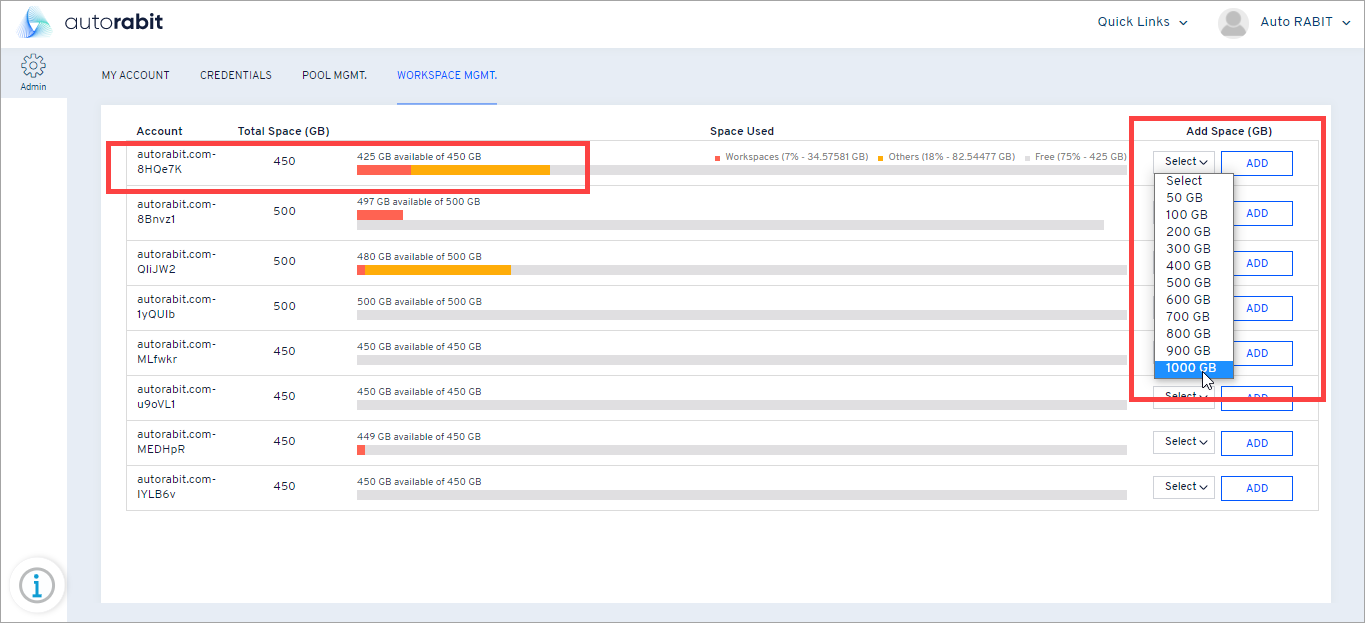 autorabit
Quick Links
Auto RABIT
Admin
MY ACCOUNT
CREDENTIALS
POOL MGMT.
WORKSPACE MGMT.
Account
Total Space (GB)
Space Used
Add Space (GB)
autorabit.com-
8HQe7K
450
425 GB available of 450 GB
Workspaces (7% - 34.57581 GB)
Others (18% - 82.54477 GB)
Free (75% - 425 GB)
Select
ADD
Select
50 GB
100 GB
200 GB
300 GB
400 GB
500 GB
600 GB
700 GB
800 GB
900 GB
1000 GB
autorabit.com-
8Bnvz1
500
497 GB available of 500 GB
ADD
autorabit.com-
QIiJW2
500
480 GB available of 500 GB
ADD
autorabit.com-
1yQUIb
500
500 GB available of 500 GB
ADD
autorabit.com-
MLfwkr
450
450 GB available of 450 GB
ADD
autorabit.com-
u9oVL1
450
450 GB available of 450 GB
Select
ADD
autorabit.com-
MEDHpR
450
449 GB available of 450 GB
Select
ADD
autorabit.com-
IYLB6v
450
450 GB available of 450 GB
Select
ADD